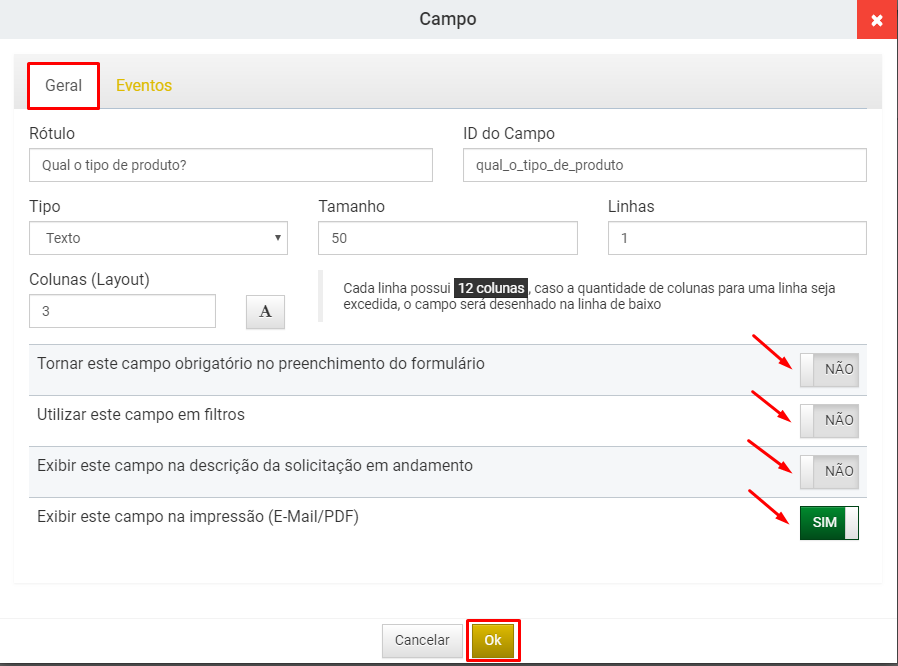 Campo
Geral
Eventos
Rótulo
ID do Campo
Qual o tipo de produto?
qual_o_tipo_de_produto
Tipo
Tamanho
Linhas
Texto
50
1
Colunas (Layout)
3
A
Cada linha possui 12 colunas, caso a quantidade de colunas para uma linha seja
excedida, o campo será desenhado na linha de baixo
Tornar este campo obrigatório no preenchimento do formulário
NÃO
Utilizar este campo em filtros
NÃO
Exibir este campo na descrição da solicitação em andamento
NÃO
Exibir este campo na impressão (E-Mail/PDF)
SIM
Cancelar
Ok